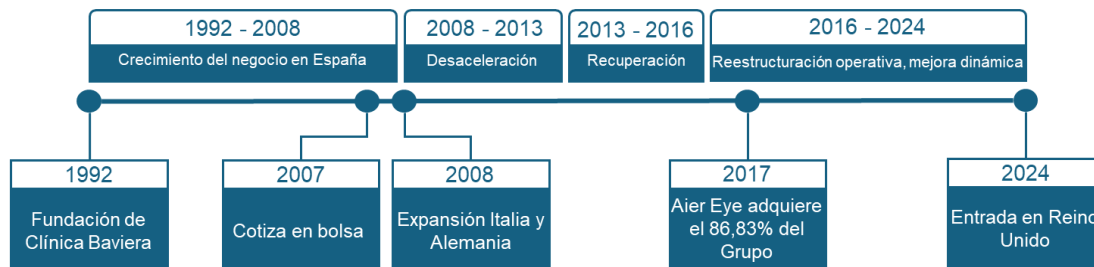 1992 - 2008
Crecimiento del negocio en España
2008 - 2013
Desaceleración
2013 - 2016
Recuperación
2016 - 2024
Reestructuración operativa, mejora dinámica
1992
Fundación de
Clínica Baviera
2007
Cotiza en bolsa
2008
Expansión Italia y
Alemania
2017
Aier Eye adquiere
el 86,83% del
Grupo
2024
Entrada en Reino
Unido